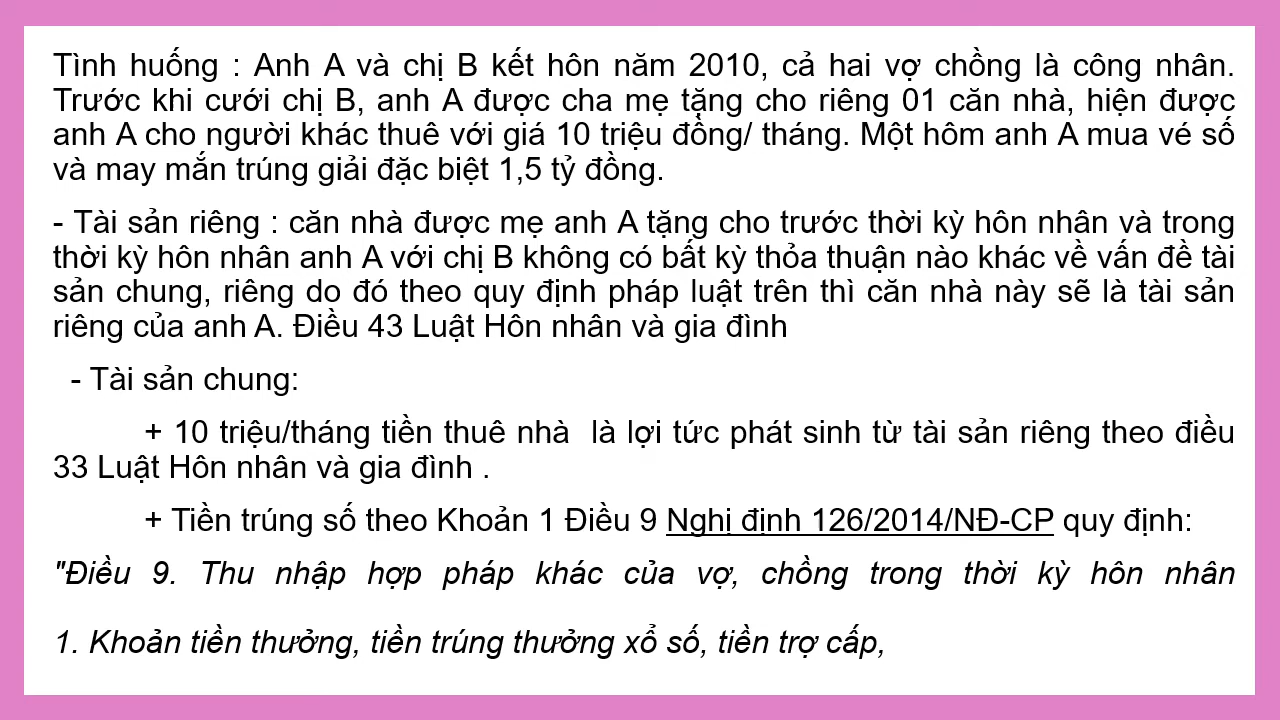 Tình huống : Anh A và chị B kết hôn năm 2010, cả hai vợ chồng là công nhân.
Trước khi cưới chị B, anh A được cha mẹ tặng cho riêng 01 căn nhà, hiện được
anh A cho người khác thuê với giá 10 triệu đồng/ tháng. Một hôm anh A mua vé số
và may mắn trúng giải đặc biệt 1,5 tỷ đồng.
- Tài sản riêng : căn nhà được mẹ anh A tặng cho trước thời kỳ hôn nhân và trong
thời kỳ hôn nhân anh A với chị B không có bất kỳ thỏa thuận nào khác về vấn đề tài
sản chung, riêng do đó theo quy định pháp luật trên thì căn nhà này sẽ là tài sản
riêng của anh A. Điều 43 Luật Hôn nhân và gia đình
- Tài sản chung:
+ 10 triệu/tháng tiền thuê nhà là lợi tức phát sinh từ tài sản riêng theo điều
33 Luật Hôn nhân và gia đình .
+ Tiền trúng số theo Khoản 1 Điều 9 Nghị định 126/2014/NĐ-CP quy định:
"Điều 9. Thu nhập hợp pháp khác của vợ, chồng trong thời kỳ hôn nhân
1. Khoản tiền thưởng, tiền trúng thưởng xổ số, tiền trợ cấp,